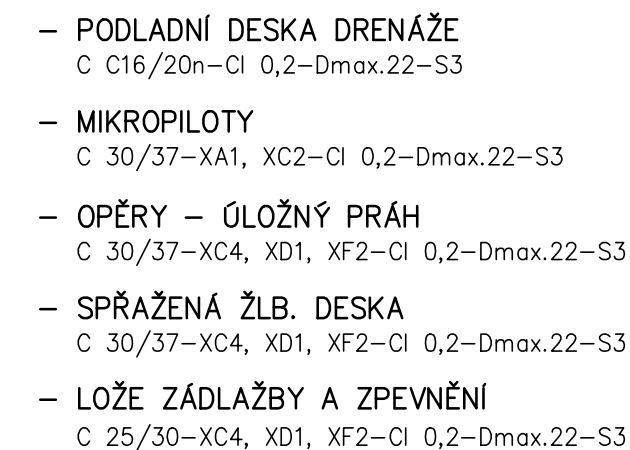 – PODLADNÍ DESKA DRENÁŽE
C C16/20n–Cl 0,2–Dmax.22–S3
– MIKROPILOTY
C 30/37–XA1, XC2–Cl 0,2–Dmax.22–S3
– OPĚRY – ÚLOŽNÝ PRÁH
C 30/37–XC4, XD1, XF2–Cl 0,2–Dmax.22–S3
– SPŘAŽENÁ ŽLB. DESKA
C 30/37–XC4, XD1, XF2–Cl 0,2–Dmax.22–S3
– LOŽE ZÁDLAŽBY A ZPEVNĚNÍ
C 25/30–XC4, XD1, XF2–Cl 0,2–Dmax.22–S3